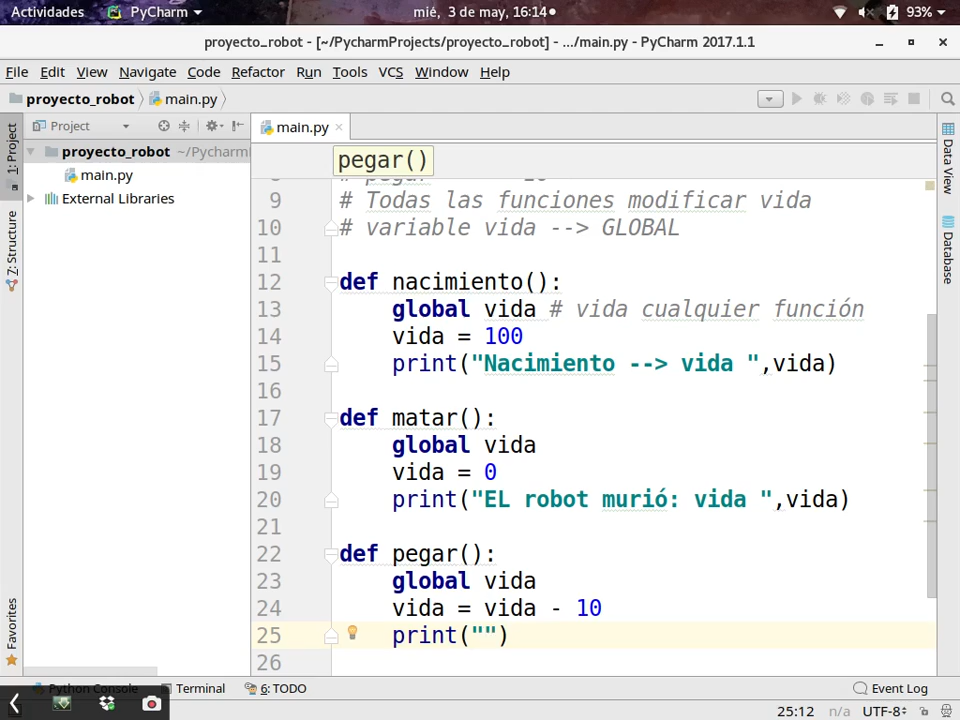 Actividades PyCharm mié, 3 de may, 16:14 93%
proyecto_robot - [~/PycharmProjects/proyecto_robot] - .../main.py - PyCharm 2017.1.1
File Edit View Navigate Code Refactor Run Tools VCS Window Help
proyecto_robot main.py
Project main.py
pegar()
proyecto_robot ~/Pycharm
main.py
External Libraries
1: Project
7: Structure
Favorites
Data View
Database
9 # Todas las funciones modificar vida
10 # variable vida --> GLOBAL
11
12 def nacimiento():
13 global vida # vida cualquier función
14 vida = 100
15 print("Nacimiento --> vida ",vida)
16
17 def matar():
18 global vida
19 vida = 0
20 print("EL robot murió: vida ",vida)
21
22 def pegar():
23 global vida
24 vida = vida - 10
25 print("")
26
Python Console Terminal 6: TODO Event Log
25:12 n/a UTF-8